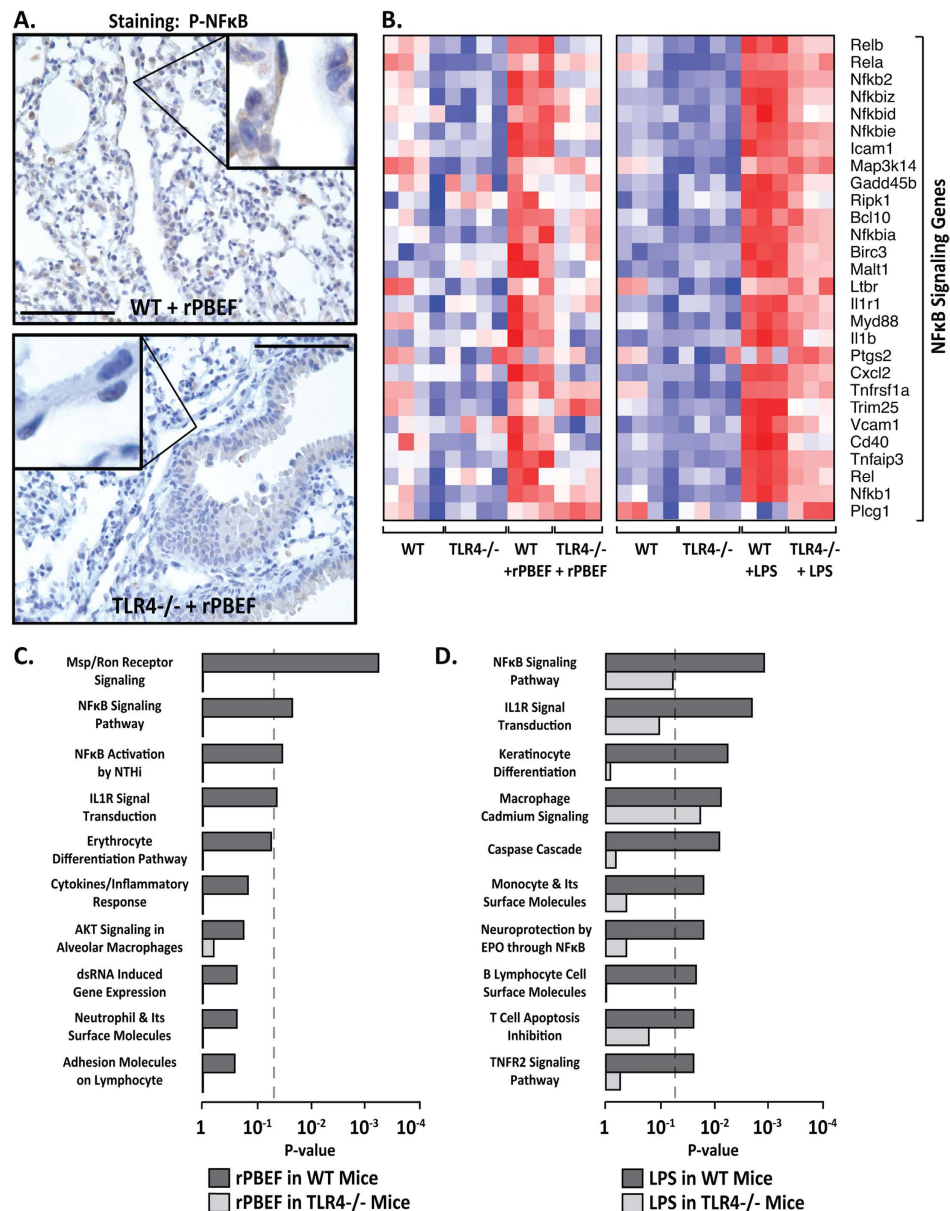 A.
Staining: P-NFκB
WT + rPBEF
TLR4-/- + rPBEF
B.
Relb
Rela
Nfkb2
Nfkbiz
Nfkbid
Nfkbie
Icam1
Map3k14
Gadd45b
Ripk1
Bcl10
Nfkbia
Birc3
Malt1
Ltbr
Il1r1
Myd88
Il1b
Ptgs2
Cxcl2
Tnfrsf1a
Trim25
Vcam1
Cd40
Tnfaip3
Rel
Nfkb1
Plcg1
NFκB Signaling Genes
WT TLR4-/- WT TLR4-/-
+rPBEF + rPBEF
WT TLR4-/- WT TLR4-/-
+LPS + LPS
C.
Msp/Ron Receptor
Signaling
NFκB Signaling
Pathway
NFκB Activation
by NTHi
IL1R Signal
Transduction
Erythrocyte
Differentiation Pathway
Cytokines/Inflammatory
Response
AKT Signaling in
Alveolar Macrophages
dsRNA Induced
Gene Expression
Neutrophil & Its
Surface Molecules
Adhesion Molecules
on Lymphocyte
1 10-1 10-2 10-3 10-4
P-value
rPBEF in WT Mice
rPBEF in TLR4-/- Mice
D.
NFκB Signaling
Pathway
IL1R Signal
Transduction
Keratinocyte
Differentiation
Macrophage
Cadmium Signaling
Caspase Cascade
Monocyte & Its
Surface Molecules
Neuroprotection by
EPO through NFκB
B Lymphocyte Cell
Surface Molecules
T Cell Apoptosis
Inhibition
TNFR2 Signaling
Pathway
1 10-1 10-2 10-3 10-4
P-value
LPS in WT Mice
LPS in TLR4-/- Mice